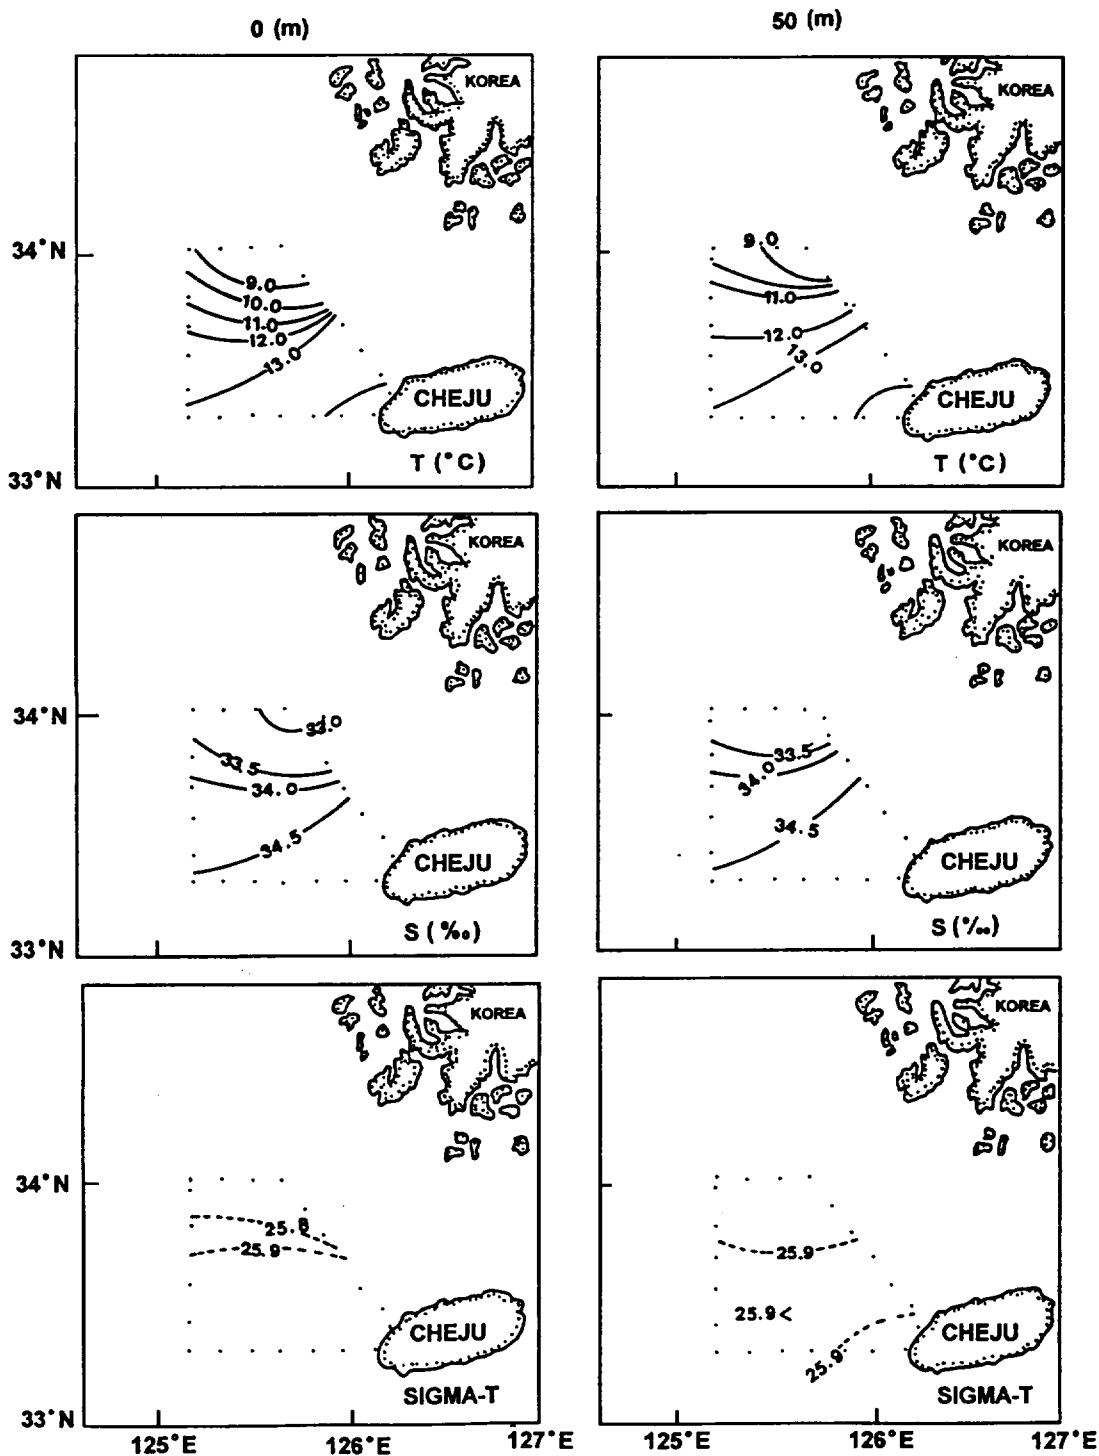 0 (m)
50 (m)
KOREA
34°N
9.0
10.0
11.0
12.0
13.0
CHEJU
T (°C)
33°N
KOREA
9.0
11.0
12.0
13.0
CHEJU
T (°C)
KOREA
34°N
33.0
33.5
34.0
34.5
CHEJU
S (‰)
33°N
KOREA
33.5
34.0
34.5
CHEJU
S (‰)
KOREA
34°N
25.8
25.9
CHEJU
SIGMA-T
33°N
125°E
126°E
127°E
KOREA
25.9
25.9<
25.9
CHEJU
SIGMA-T
125°E
126°E
127°E